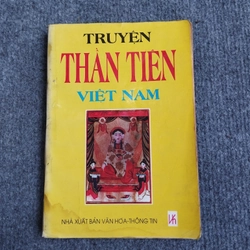 TRUYỆN
THẦN TIÊN
VIỆT NAM
NHÀ XUẤT BẢN VĂN HÓA-THÔNG TIN